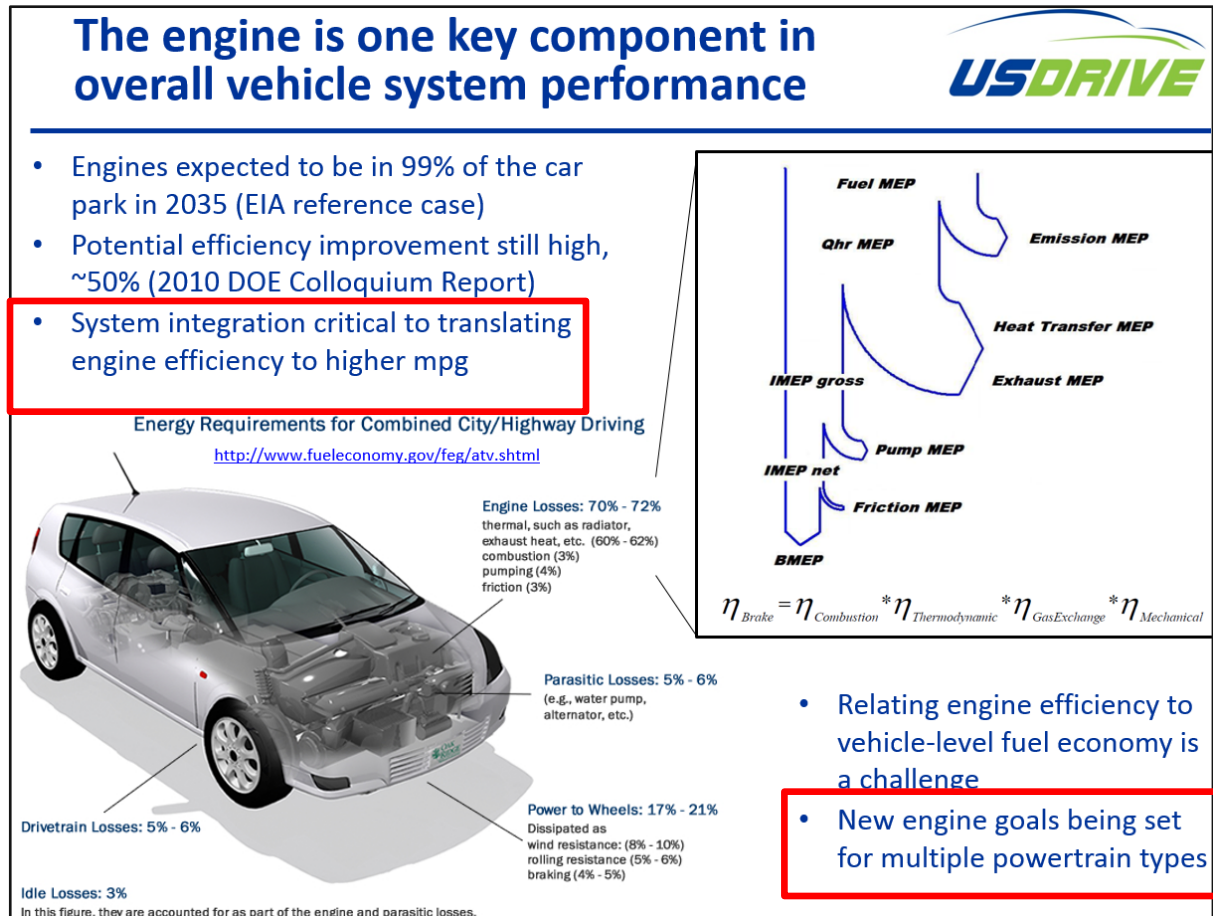 The engine is one key component in
overall vehicle system performance
USDRIVE
• Engines expected to be in 99% of the car
park in 2035 (EIA reference case)
• Potential efficiency improvement still high,
~50% (2010 DOE Colloquium Report)
• System integration critical to translating
engine efficiency to higher mpg
Fuel MEP
Qhr MEP
Emission MEP
Heat Transfer MEP
IMEP gross
Exhaust MEP
Pump MEP
IMEP net
Friction MEP
BMEP
η Brake = η Combustion * η Thermodynamic * η GasExchange * η Mechanical
Energy Requirements for Combined City/Highway Driving
http://www.fueleconomy.gov/feg/atv.shtml
Engine Losses: 70% - 72%
thermal, such as radiator,
exhaust heat, etc. (60% - 62%)
combustion (3%)
pumping (4%)
friction (3%)
Parasitic Losses: 5% - 6%
(e.g., water pump,
alternator, etc.)
Power to Wheels: 17% - 21%
Dissipated as
wind resistance: (8% - 10%)
rolling resistance (5% - 6%)
braking (4% - 5%)
Drivetrain Losses: 5% - 6%
Idle Losses: 3%
In this figure, they are accounted for as part of the engine and parasitic losses.
• Relating engine efficiency to
vehicle-level fuel economy is
a challenge
• New engine goals being set
for multiple powertrain types